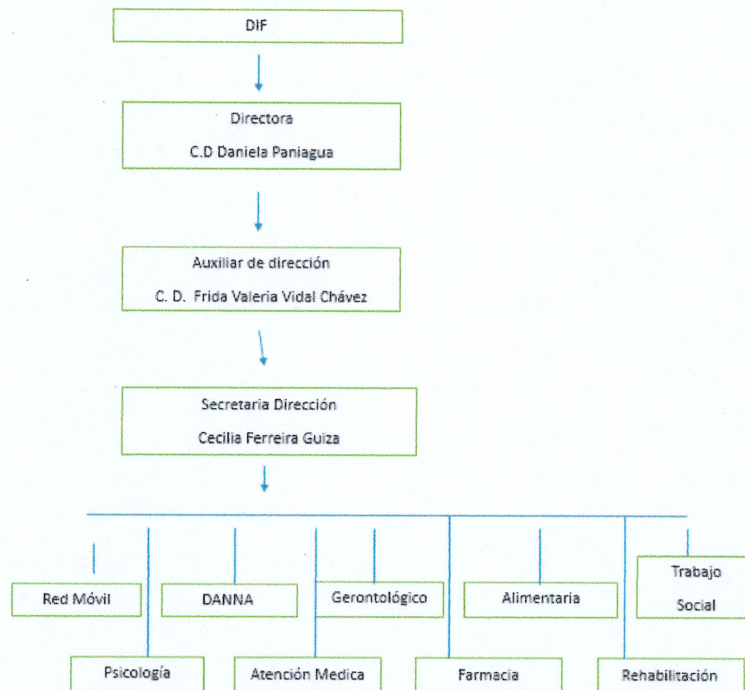 DIF
Directora
C.D Daniela Paniagua
Auxiliar de dirección
C. D. Frida Valeria Vidal Chávez
Secretaria Dirección
Cecilia Ferreira Guiza
Red Móvil
DANNA
Gerontológico
Alimentaria
Trabajo
Social
Psicología
Atención Medica
Farmacia
Rehabilitación